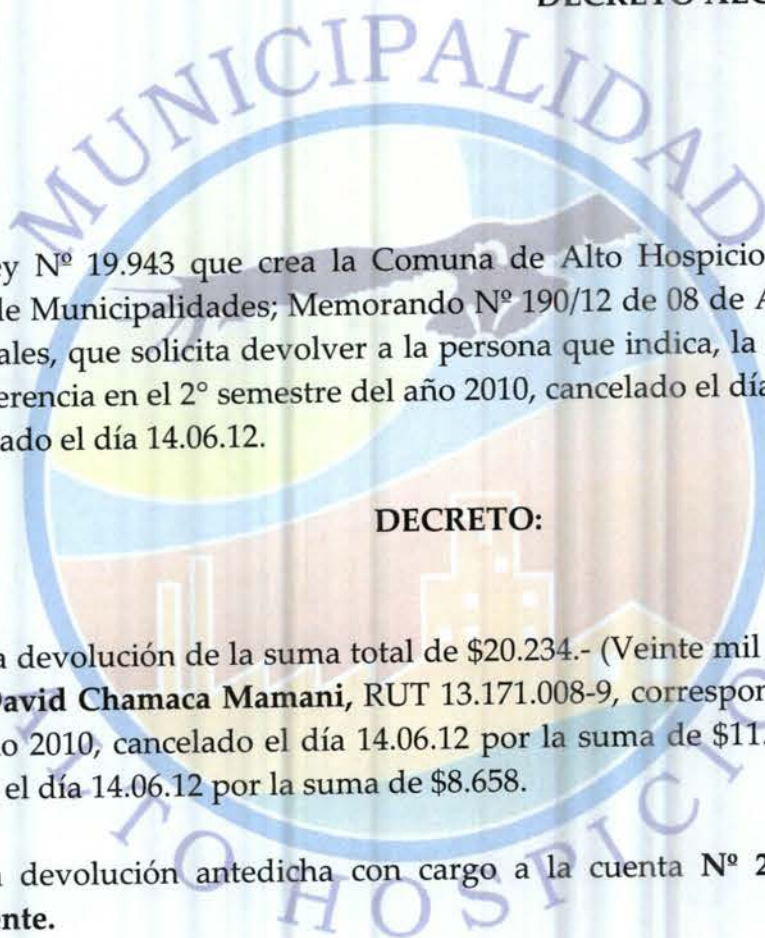 MUNICIPALIDAD
ALTO HOSPICIO
ey Nº 19.943 que crea la Comuna de Alto Hospicio
de Municipalidades; Memorando Nº 190/12 de 08 de A
ales, que solicita devolver a la persona que indica, la
erencia en el 2° semestre del año 2010, cancelado el día
ado el día 14.06.12.
DECRETO:
a devolución de la suma total de $20.234.- (Veinte mil
David Chamaca Mamani, RUT 13.171.008-9, correspon
o 2010, cancelado el día 14.06.12 por la suma de $11.
el día 14.06.12 por la suma de $8.658.
a devolución antedicha con cargo a la cuenta Nº 2
nte.